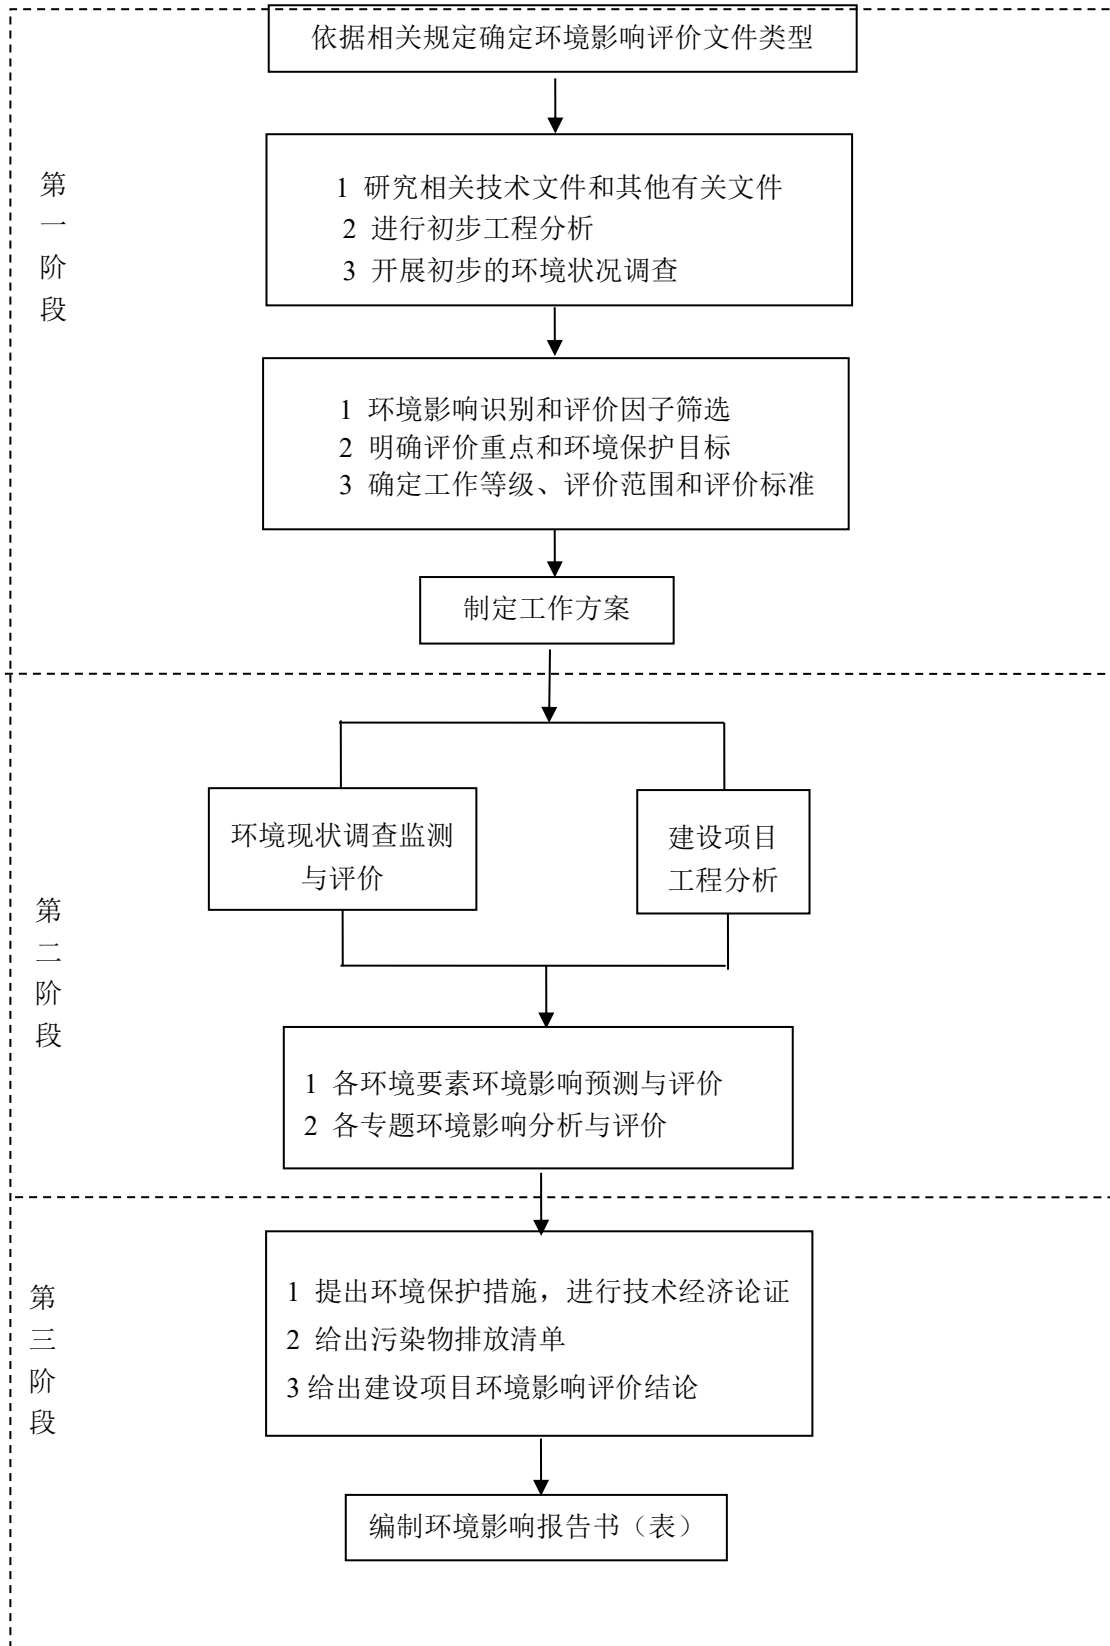 依据相关规定确定环境影响评价文件类型
第一阶段
1 研究相关技术文件和其他有关文件
2 进行初步工程分析
3 开展初步的环境状况调查
1 环境影响识别和评价因子筛选
2 明确评价重点和环境保护目标
3 确定工作等级、评价范围和评价标准
制定工作方案
第二阶段
环境现状调查监测
与评价
建设项目
工程分析
1 各环境要素环境影响预测与评价
2 各专题环境影响分析与评价
第三阶段
1 提出环境保护措施，进行技术经济论证
2 给出污染物排放清单
3 给出建设项目环境影响评价结论
编制环境影响报告书（表）